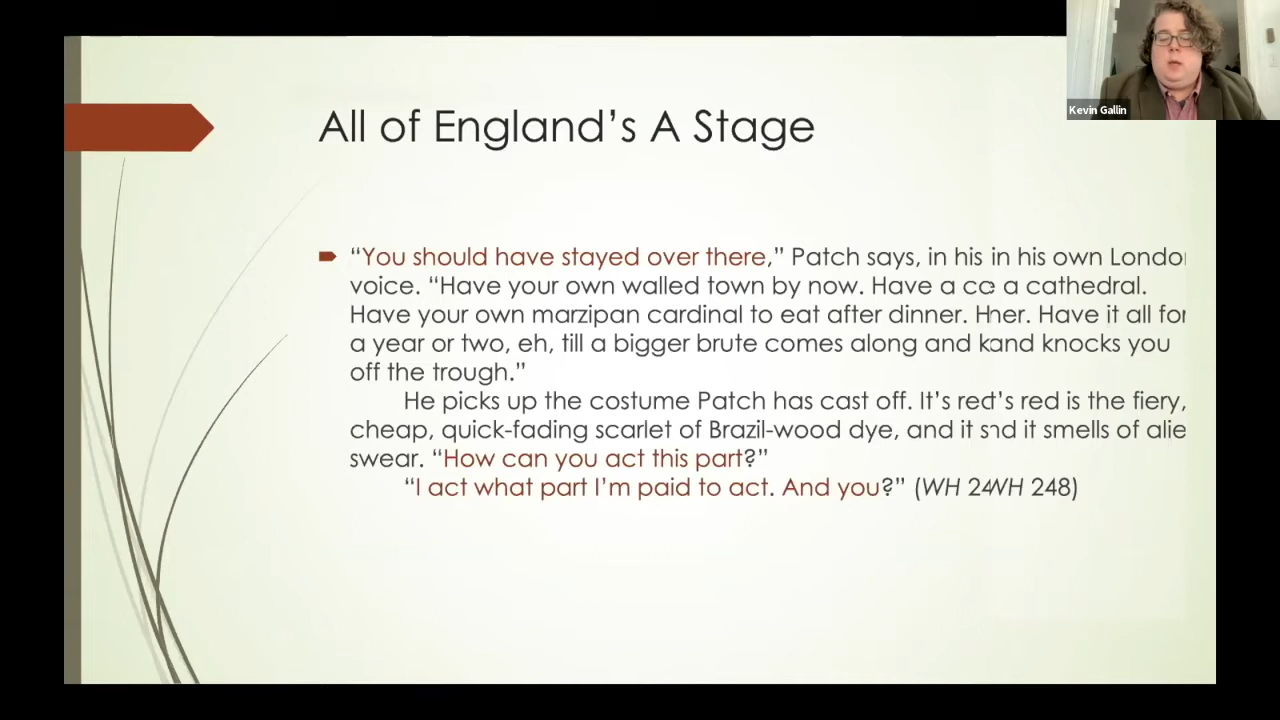 Kevin Gallin
All of England's A Stage
"You should have stayed over there," Patch says, in his in his own Londo
voice. "Have your own walled town by now. Have a a cathedral.
Have your own marzipan cardinal to eat after dinner. Have it all for
a year or two, eh, till a bigger brute comes along and kand knocks you
off the trough."
He picks up the costume Patch has cast off. It's red is the fiery,
cheap, quick-fading scarlet of Brazil-wood dye, and it smells of alie
swear. "How can you act this part?"
"I act what part I'm paid to act. And you?" (WH 24WH 248)